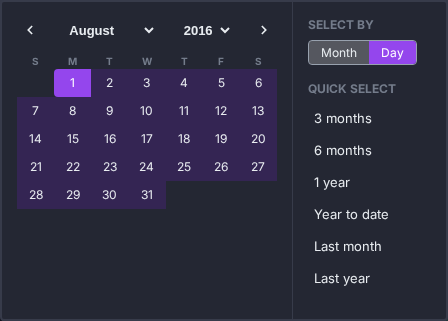 August 2016
S M T W T F S
1 2 3 4 5 6
7 8 9 10 11 12 13
14 15 16 17 18 19 20
21 22 23 24 25 26 27
28 29 30 31
SELECT BY
Month Day
QUICK SELECT
3 months
6 months
1 year
Year to date
Last month
Last year